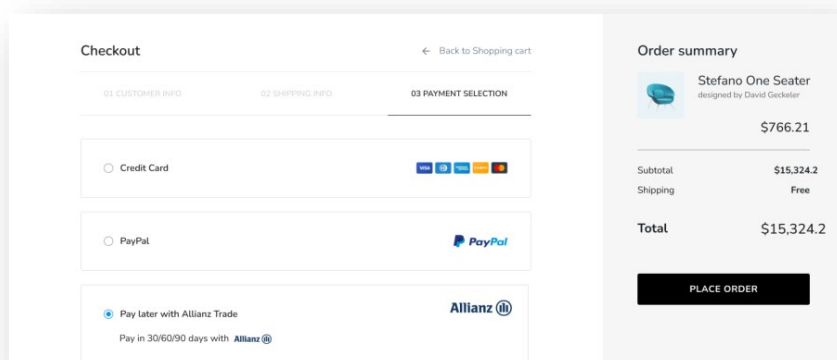 Checkout
← Back to Shopping cart
01 CUSTOMER INFO
02 SHIPPING INFO
03 PAYMENT SELECTION
Credit Card
VISA
PayPal
PayPal
Pay later with Allianz Trade
Allianz
Pay in 30/60/90 days with Allianz
Order summary
Stefano One Seater
designed by David Geckeler
$766.21
Subtotal $15,324.2
Shipping Free
Total $15,324.2
PLACE ORDER